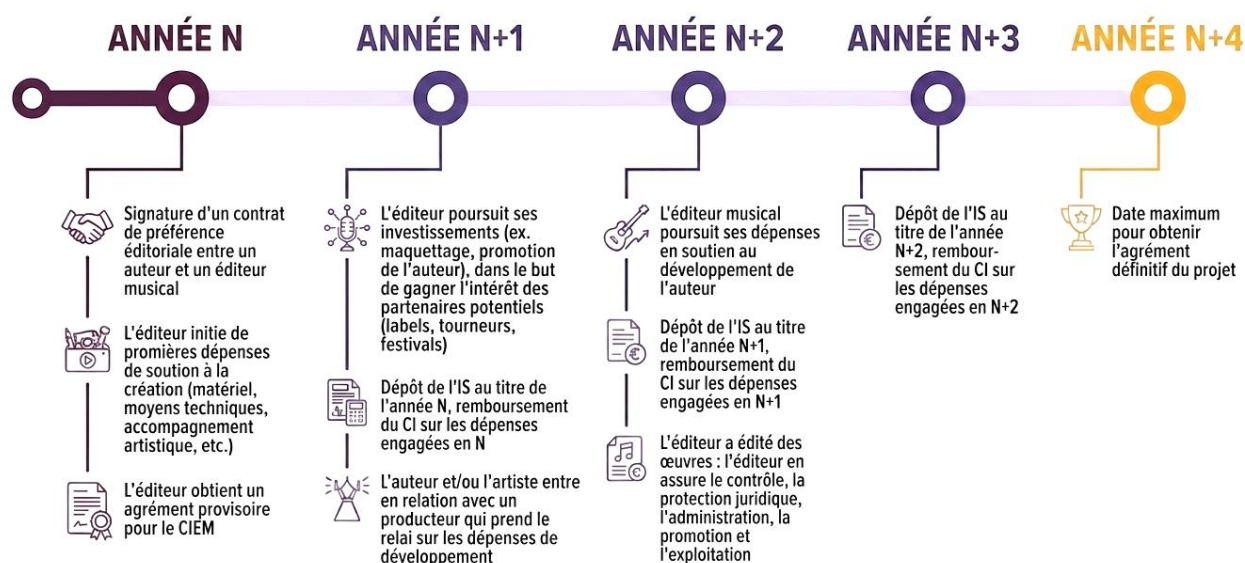 ANNÉE N
Signature d'un contrat
de préférence
éditoriale entre un
auteur et un éditeur
musical
L'éditeur initie de
promières dépenses
de soution à la
création (matériel,
moyens techniques,
accompagnement
artistique, etc.)
L'éditeur obtient un
agrément provisoire
pour le CIEM
ANNÉE N+1
L'éditeur poursuit ses
investissements (ex.
maquettage, promotion
de l'auteur), dans le but
de gagner l'intérêt des
partenaires potentiels
(labels, tourneurs,
festivals)
Dépôt de l'IS au titre de
l'année N, remboursement
du CI sur les dépenses
engagées en N
L'auteur et/ou l'artiste entre
en relation avec un
producteur qui prend le
relai sur les dépenses de
développement
ANNÉE N+2
L'éditeur musical
poursuit ses dépenses
en soutien au
développement de
l'auteur
Dépôt de l'IS au titre
de l'année N+1,
remboursement du
CI sur les dépenses
engagées en N+1
L'éditeur a édité des
œuvres : l'éditeur en
assure le contrôle, la
protection juridique,
l'administration, la
promotion et
l'exploitation
ANNÉE N+3
Dépôt de l'IS au
titre de l'année
N+2, rembour-
sement du CI sur
les dépenses
engagées en N+2
ANNÉE N+4
Date maximum
pour obtenir
l'agrément
définitif du projet